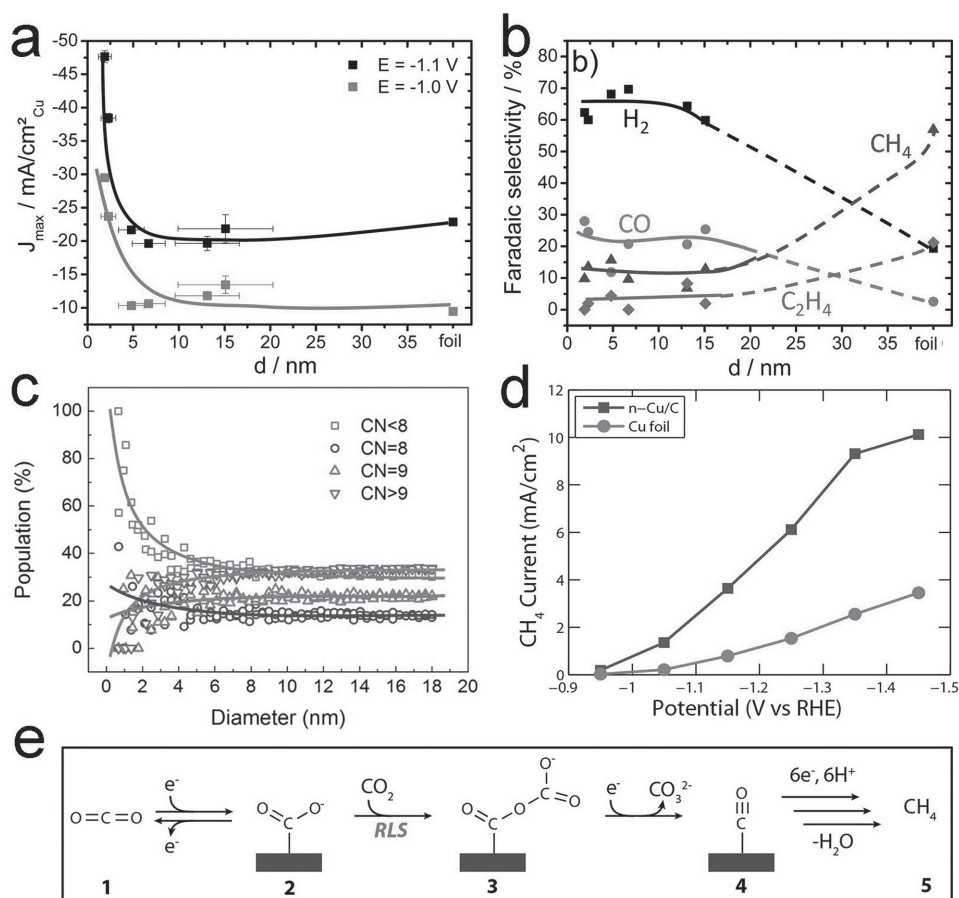 a
-50
-45
-40
-35
-30
-25
-20
-15
-10
J_max / mA/cm²_Cu
E = -1.1 V
E = -1.0 V
0 5 10 15 20 25 30 35 foil
d / nm
b
b)
80
70
60
50
40
30
20
10
0
Faradaic selectivity / %
H₂
CH₄
CO
C₂H₄
0 5 10 15 20 25 30 35 foil
d / nm
c
100
80
60
40
20
0
Population (%)
CN<8
CN=8
CN=9
CN>9
0 2 4 6 8 10 12 14 16 18 20
Diameter (nm)
d
12
10
8
6
4
2
0
CH₄ Current (mA/cm²)
n−Cu/C
Cu foil
−0.9 −1 −1.1 −1.2 −1.3 −1.4 −1.5
Potential (V vs RHE)
e
O=C=O
e⁻
e⁻
O O⁻
C
CO₂
RLS
O⁻
C
O O
O
C
e⁻ CO₃²⁻
O
C
6e⁻, 6H⁺
-H₂O
CH₄
1 2 3 4 5